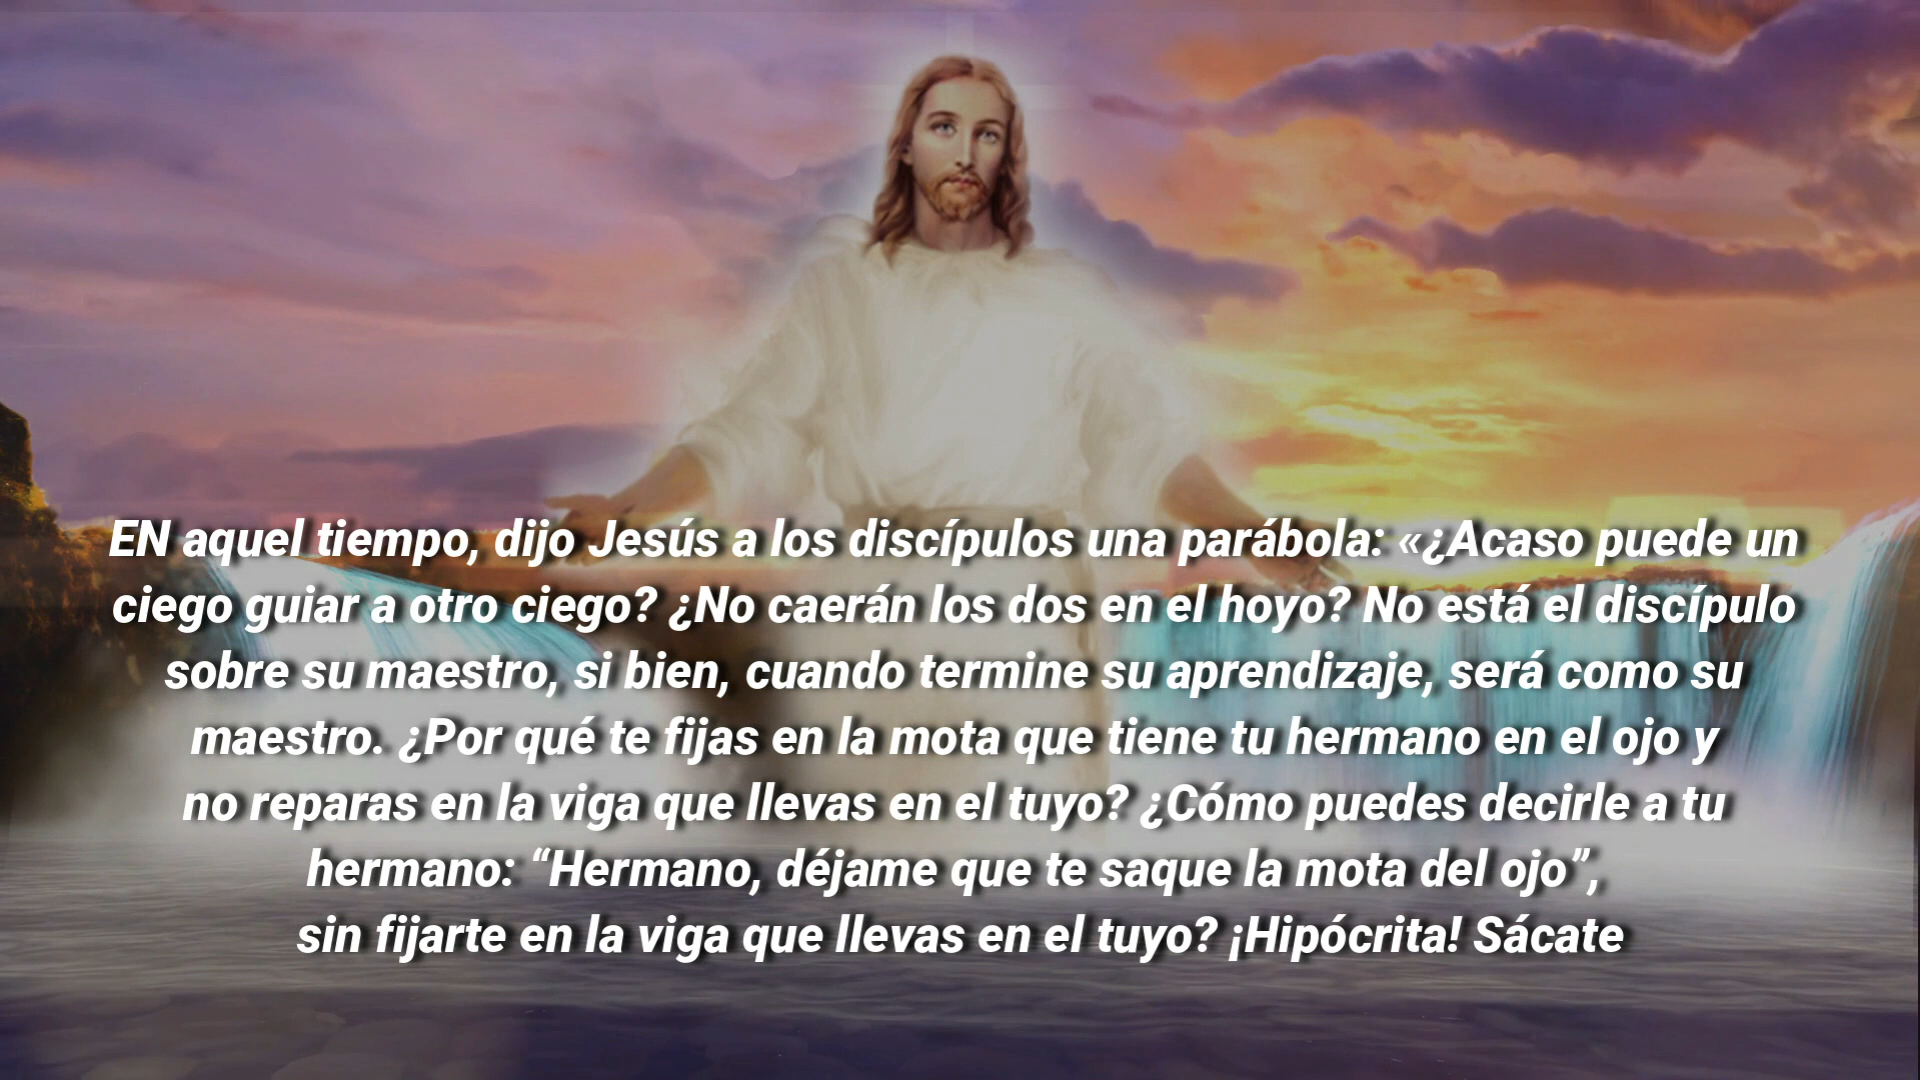 EN aquel tiempo, dijo Jesús a los discípulos una parábola: «¿Acaso puede un
ciego guiar a otro ciego? ¿No caerán los dos en el hoyo? No está el discípulo
sobre su maestro, si bien, cuando termine su aprendizaje, será como su
maestro. ¿Por qué te fijas en la mota que tiene tu hermano en el ojo y
no reparas en la viga que llevas en el tuyo? ¿Cómo puedes decirle a tu
hermano: “Hermano, déjame que te saque la mota del ojo”,
sin fijarte en la viga que llevas en el tuyo? ¡Hipócrita! Sácate